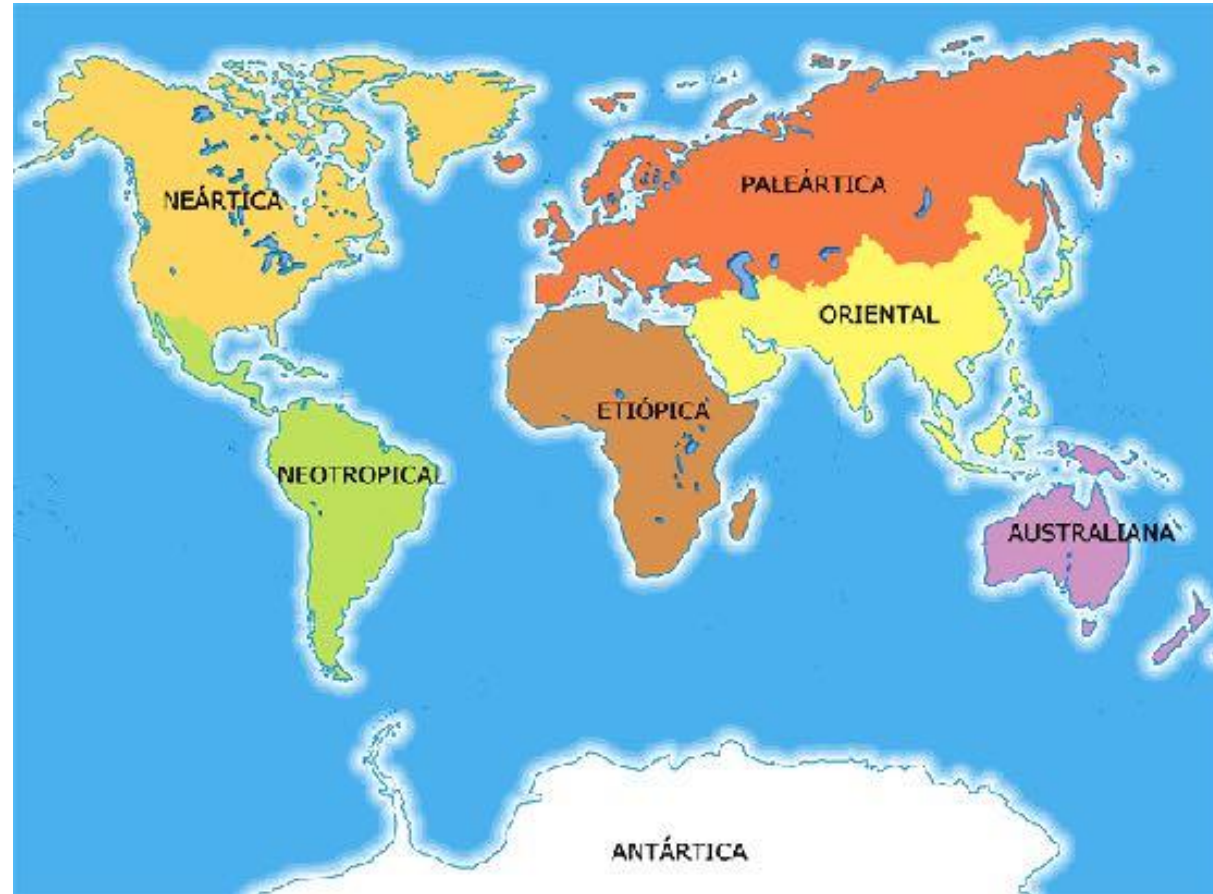 NEÁRTICA
PALEÁRTICA
ORIENTAL
ETIÓPICA
NEOTROPICAL
AUSTRALIANA
ANTÁRTICA